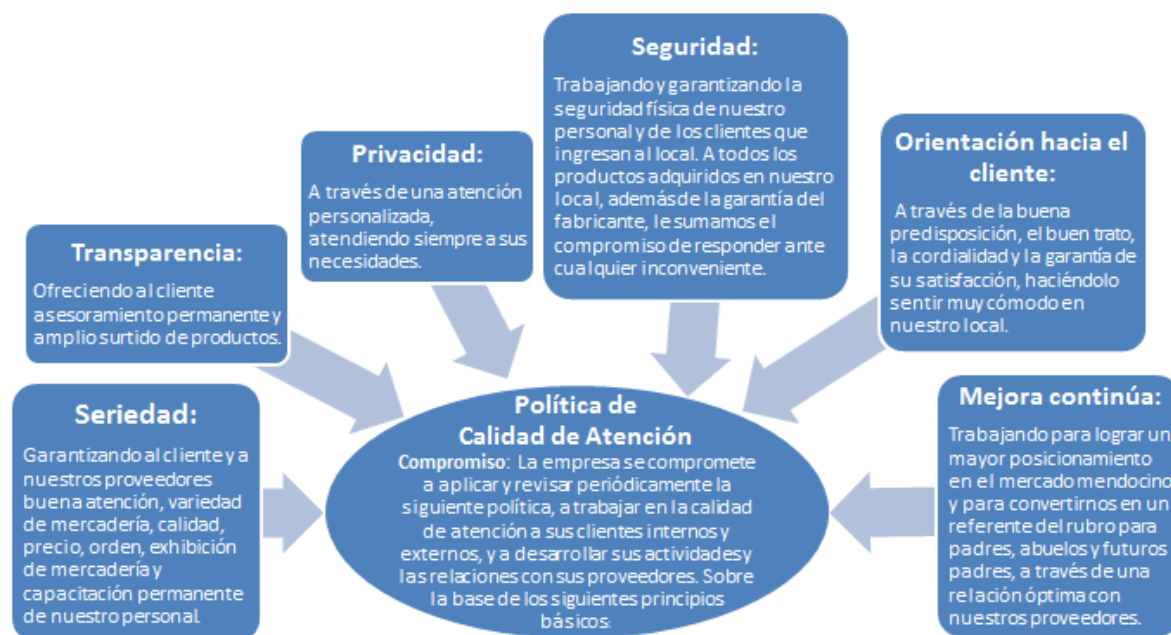 Seguridad:
Trabajando y garantizando la
seguridad física de nuestro
personal y de los clientes que
ingresan al local. A todos los
productos adquiridos en nuestro
local, además de la garantía del
fabricante, le sumamos el
compromiso de responder ante
cualquier inconveniente.
Privacidad:
A través de una atención
personalizada,
atendiendo siempre a sus
necesidades.
Orientación hacia el
cliente:
A través de la buena
predisposición, el buen trato,
la cordialidad y la garantía de
su satisfacción, haciéndolo
sentir muy cómodo en
nuestro local.
Transparencia:
Ofreciendo al cliente
asesoramiento permanente y
amplio surtido de productos.
Seriedad:
Garantizando al cliente y a
nuestros proveedores
buena atención, variedad
de mercadería, calidad,
precio, orden, exhibición
de mercadería y
capacitación permanente
de nuestro personal.
Política de
Calidad de Atención
Compromiso: La empresa se compromete
a aplicar y revisar periódicamente la
siguiente política, a trabajar en la calidad
de atención a sus clientes internos y
externos, y a desarrollar sus actividades y
las relaciones con sus proveedores. Sobre
la base de los siguientes principios
básicos:
Mejora continúa:
Trabajando para lograr un
mayor posicionamiento
en el mercado mendocino
y para convertirnos en un
referente del rubro para
padres, abuelos y futuros
padres, a través de una
relación óptima con
nuestros proveedores.